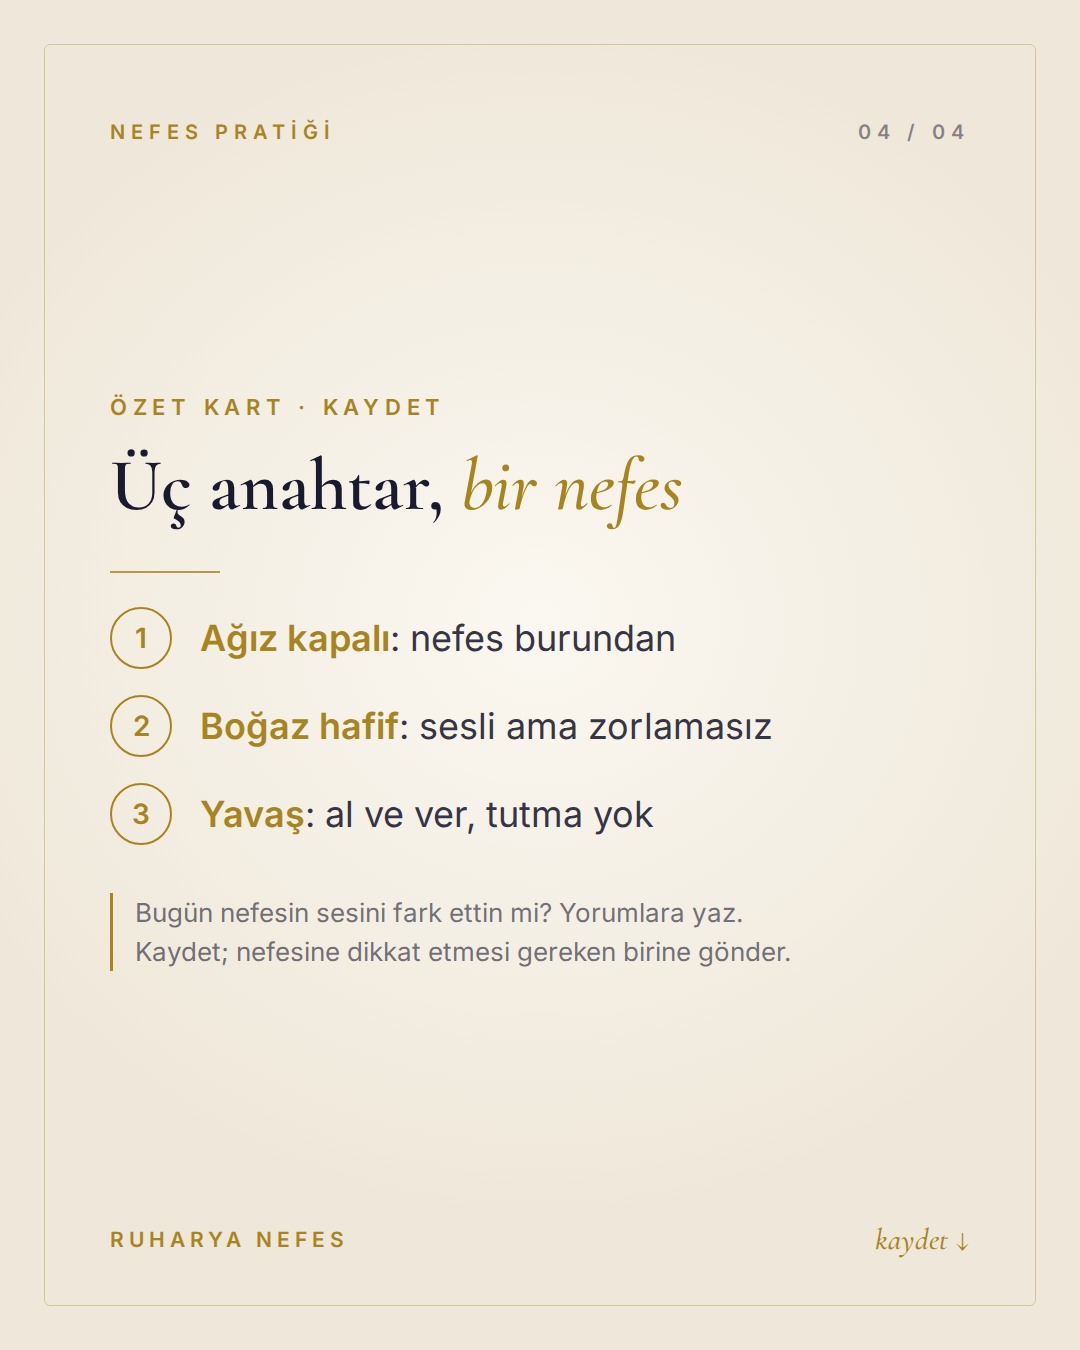 NEFES PRATİĞİ
04 / 04
ÖZET KART · KAYDET
Üç anahtar, bir nefes
1 Ağız kapalı: nefes burundan
2 Boğaz hafif: sesli ama zorlamasız
3 Yavaş: al ve ver, tutma yok
Bugün nefesin sesini fark ettin mi? Yorumlara yaz.
Kaydet; nefesine dikkat etmesi gereken birine gönder.
RUHARYA NEFES
kaydet ↓